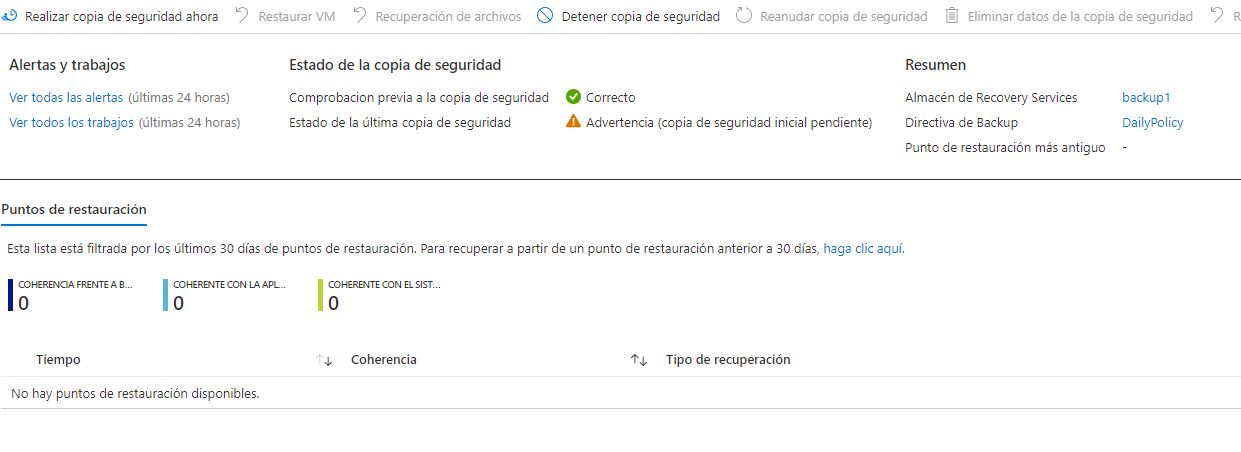 Realizar copia de seguridad ahora Restaurar VM Recuperación de archivos Detener copia de seguridad Reanudar copia de seguridad Eliminar datos de la copia de seguridad R
Alertas y trabajos Estado de la copia de seguridad Resumen
Ver todas las alertas (últimas 24 horas) Comprobacion previa a la copia de seguridad Correcto Almacén de Recovery Services backup1
Ver todos los trabajos (últimas 24 horas) Estado de la última copia de seguridad Advertencia (copia de seguridad inicial pendiente) Directiva de Backup DailyPolicy
Punto de restauración más antiguo -
Puntos de restauración
Esta lista está filtrada por los últimos 30 días de puntos de restauración. Para recuperar a partir de un punto de restauración anterior a 30 días, haga clic aquí.
COHERENCIA FRENTE A B... COHERENTE CON LA APL... COHERENTE CON EL SIST...
0 0 0
Tiempo Coherencia Tipo de recuperación
No hay puntos de restauración disponibles.